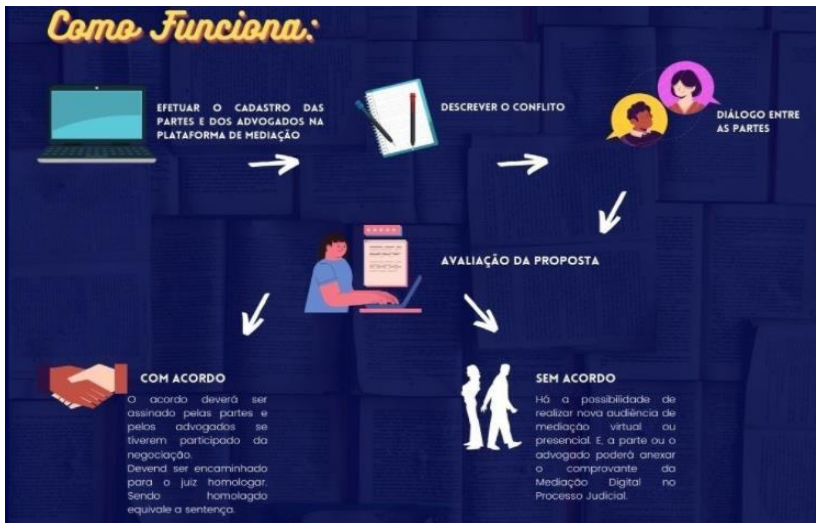 Como Funciona:
EFETUAR O CADASTRO DAS
PARTES E DOS ADVOGADOS NA
PLATAFORMA DE MEDIAÇÃO
DESCREVER O CONFLITO
DIÁLOGO ENTRE
AS PARTES
AVALIAÇÃO DA PROPOSTA
COM ACORDO
O acordo deverá ser
assinado pelas partes e
pelos advogados se
tiverem participado da
negociação.
Devend ser encaminhado
para o juiz homologar.
Sendo homolagdo
equivale a sentença.
SEM ACORDO
Há a possibilidade de
realizar nova audiência de
mediação virtual ou
presencial. E, a parte ou o
advogado poderá anexar
o comprovante da
Mediação Digital no
Processo Judicial.